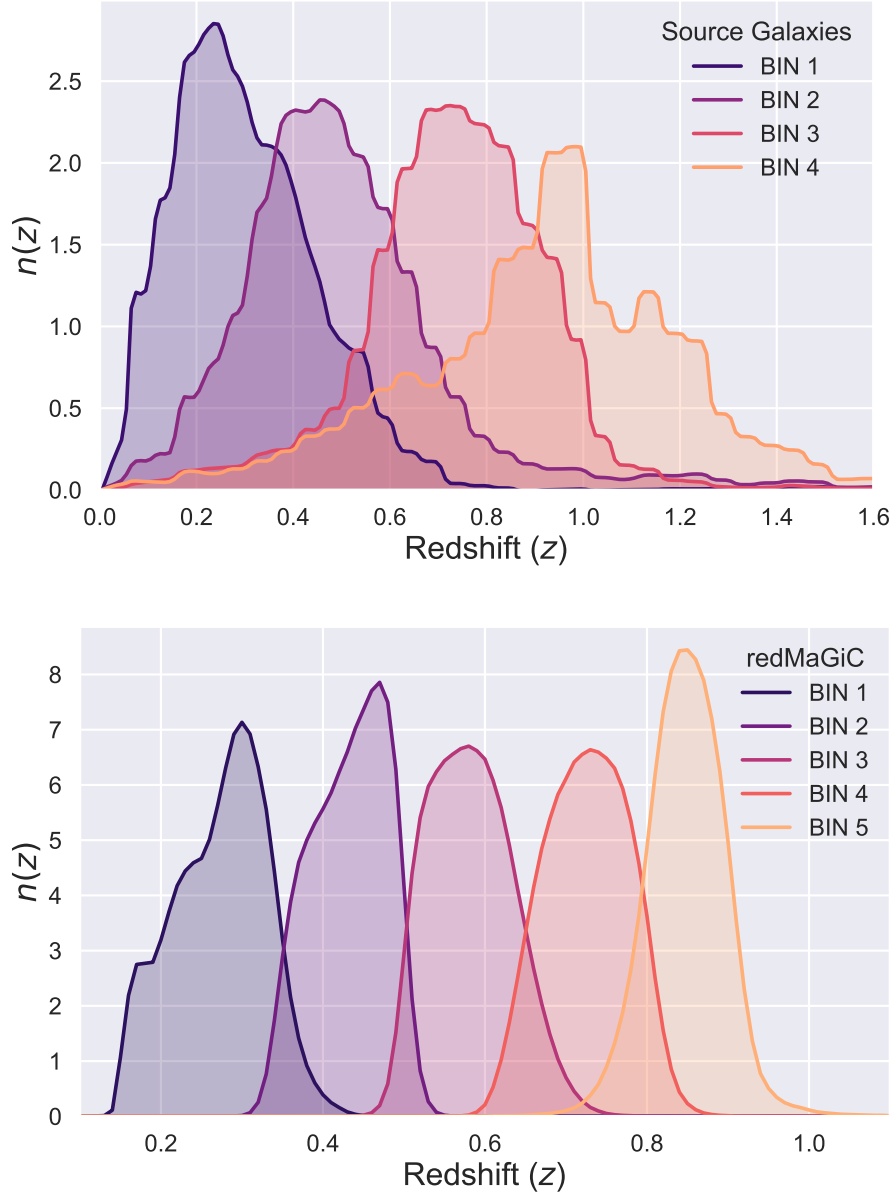 Source Galaxies
BIN 1
BIN 2
BIN 3
BIN 4
2.5
2.0
1.5
1.0
0.5
0.0
n(z)
0.0 0.2 0.4 0.6 0.8 1.0 1.2 1.4 1.6
Redshift (z)
redMaGiC
BIN 1
BIN 2
BIN 3
BIN 4
BIN 5
8
7
6
5
4
3
2
1
0
n(z)
0.2 0.4 0.6 0.8 1.0
Redshift (z)